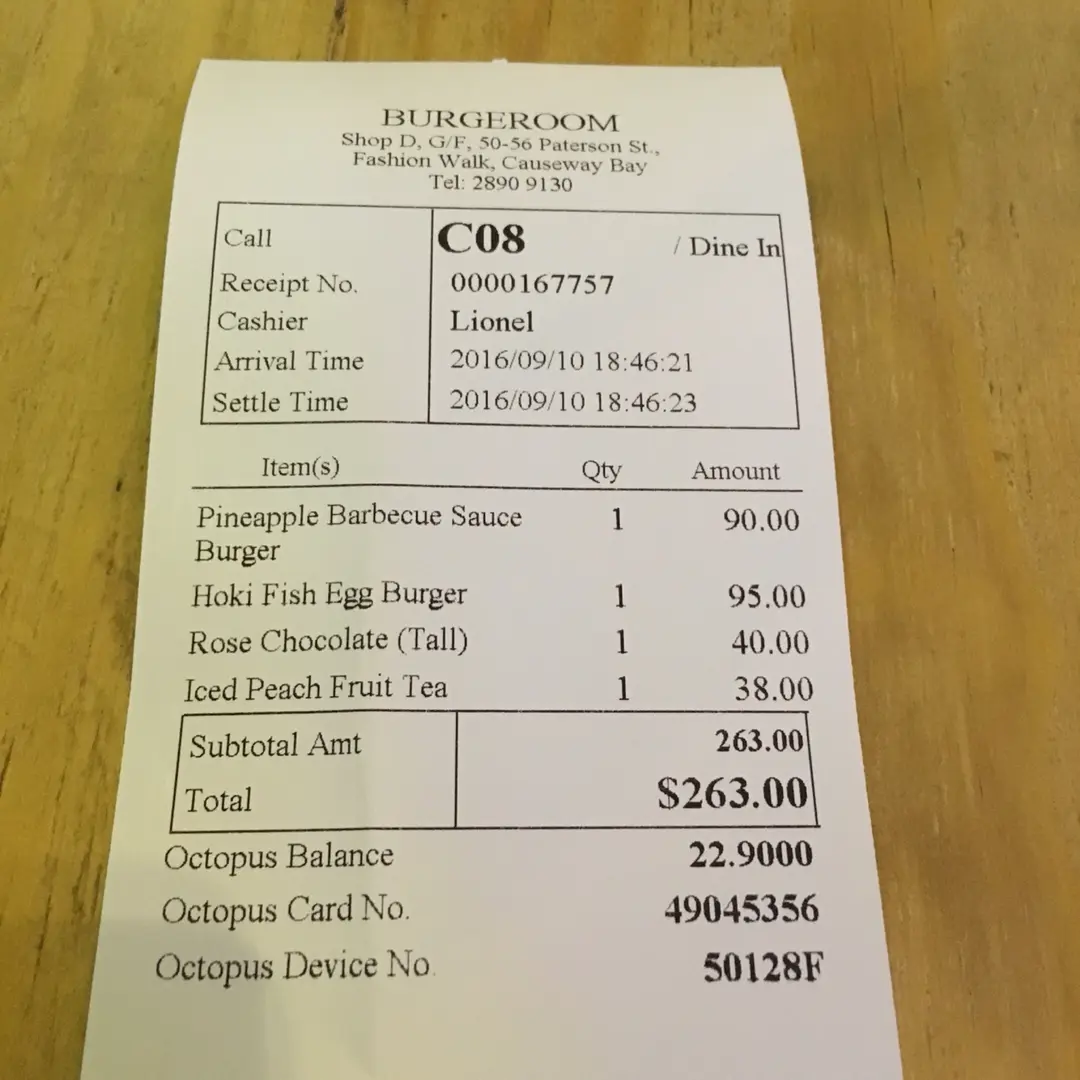 BURGEROOM
Shop D, G/F, 50-56 Paterson St.,
Fashion Walk, Causeway Bay
Tel: 2890 9130
Call C08 / Dine In
Receipt No. 0000167757
Cashier Lionel
Arrival Time 2016/09/10 18:46:21
Settle Time 2016/09/10 18:46:23
Item(s) Qty Amount
Pineapple Barbecue Sauce 1 90.00
Burger
Hoki Fish Egg Burger 1 95.00
Rose Chocolate (Tall) 1 40.00
Iced Peach Fruit Tea 1 38.00
Subtotal Amt 263.00
Total $263.00
Octopus Balance 22.9000
Octopus Card No. 49045356
Octopus Device No. 50128F